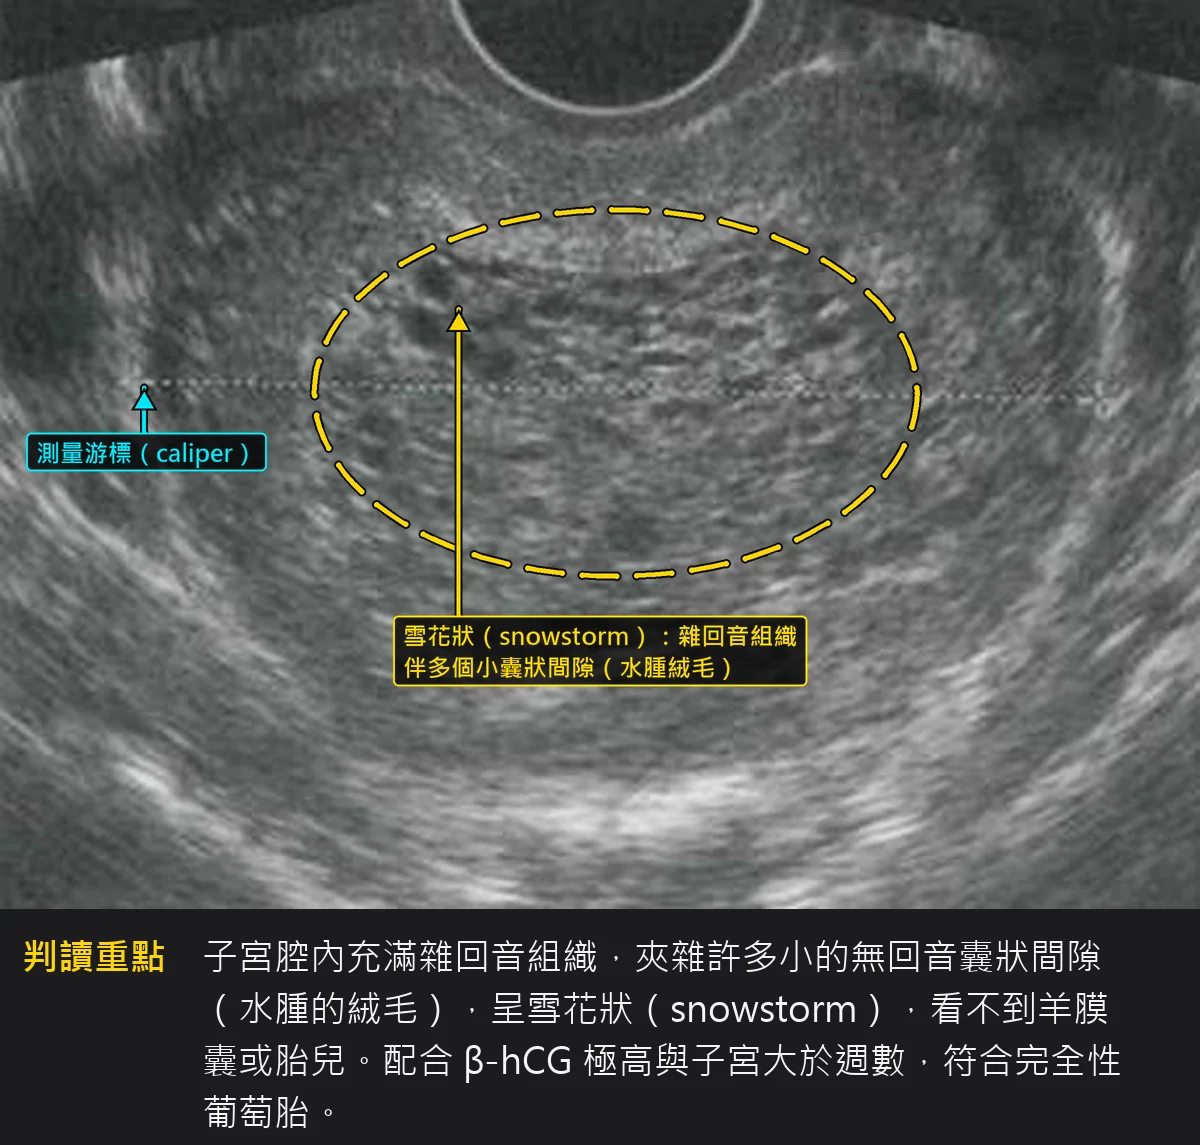 測量游標（caliper）
雪花狀（snowstorm）：雜回音組織
伴多個小囊狀間隙（水腫絨毛）
判讀重點
子宮腔內充滿雜回音組織，夾雜許多小的無回音囊狀間隙
（水腫的絨毛），呈雪花狀（snowstorm），看不到羊膜
囊或胎兒。配合 β-hCG 極高與子宮大於週數，符合完全性
葡萄胎。